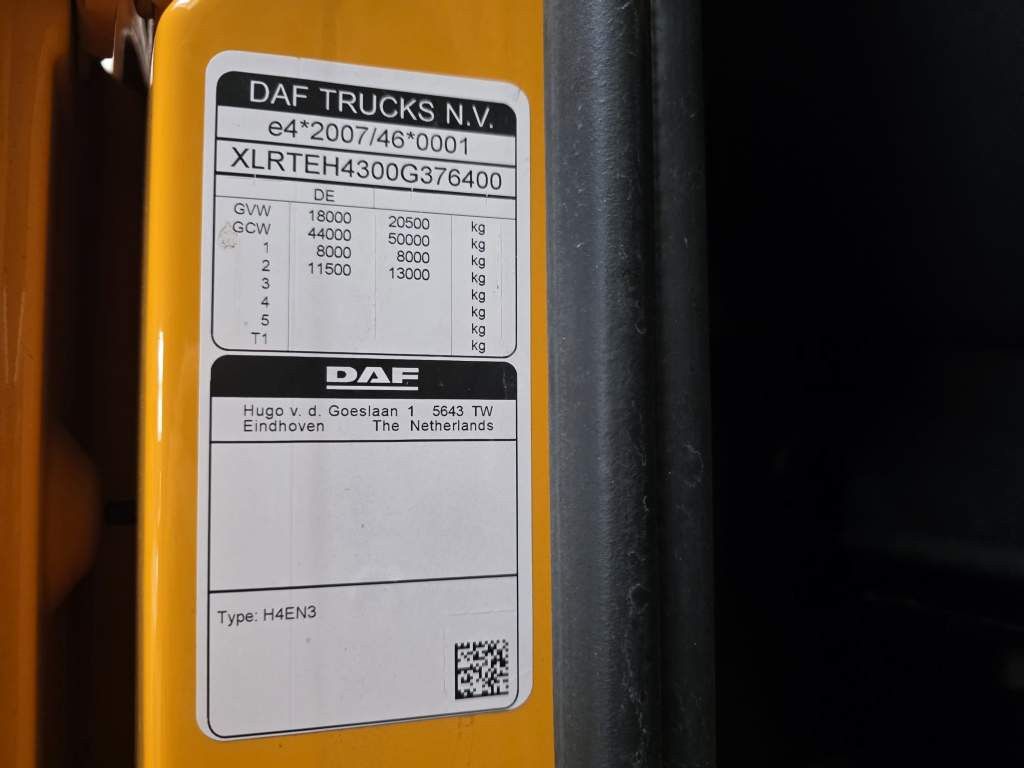 DAF TRUCKS N.V.
e4*2007/46*0001
XLRTEH4300G376400
DE
GVW 18000 20500 kg
GCW 44000 50000 kg
1 8000 8000 kg
2 11500 13000 kg
3 kg
4 kg
5 kg
T1 kg
DAF
Hugo v. d. Goeslaan 1 5643 TW
Eindhoven The Netherlands
Type: H4EN3